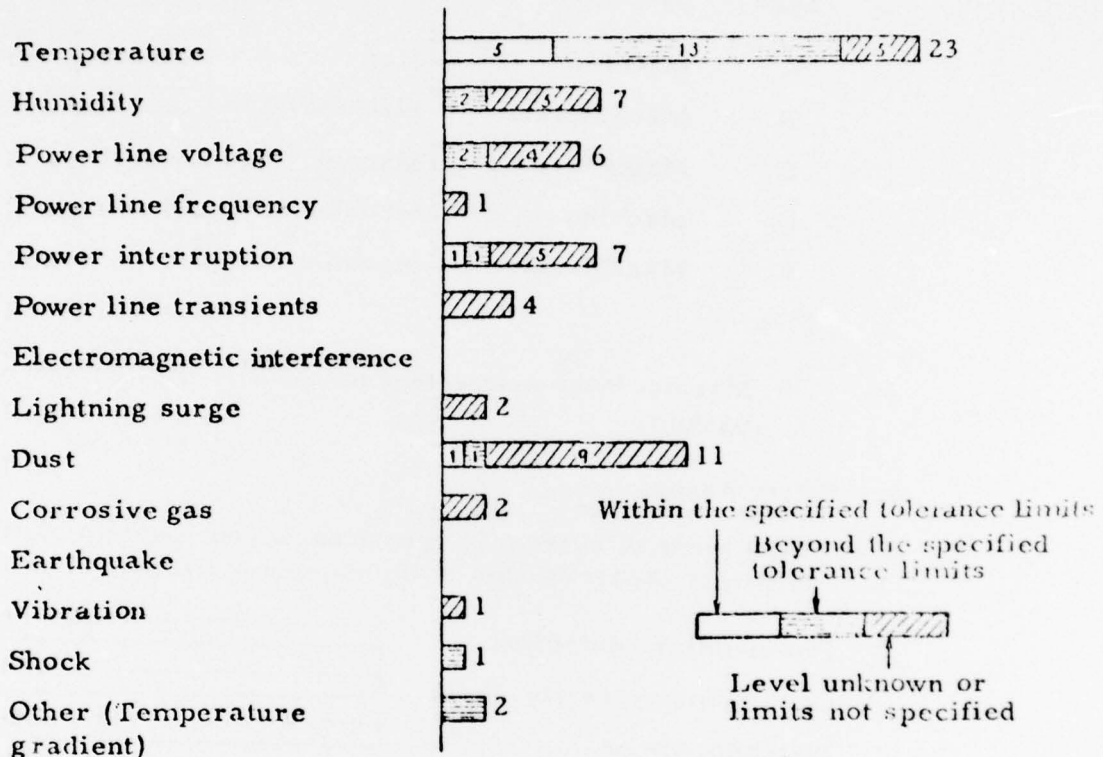 Temperature 5 13 5 23
Humidity 2 5 7
Power line voltage 2 4 6
Power line frequency 1
Power interruption 1 1 5 7
Power line transients 4
Electromagnetic interference
Lightning surge 2
Dust 1 1 9 11
Corrosive gas 2
Within the specified tolerance limits
Beyond the specified
tolerance limits
Earthquake
Vibration 1
Shock 1
Level unknown or
limits not specified
Other (Temperature 2
gradient)